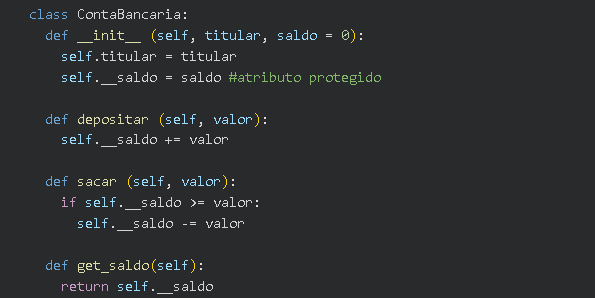 class ContaBancaria:
  def __init__ (self, titular, saldo = 0):
    self.titular = titular
    self.__saldo = saldo #atributo protegido

  def depositar (self, valor):
    self.__saldo += valor

  def sacar (self, valor):
    if self.__saldo >= valor:
      self.__saldo -= valor

  def get_saldo(self):
    return self.__saldo